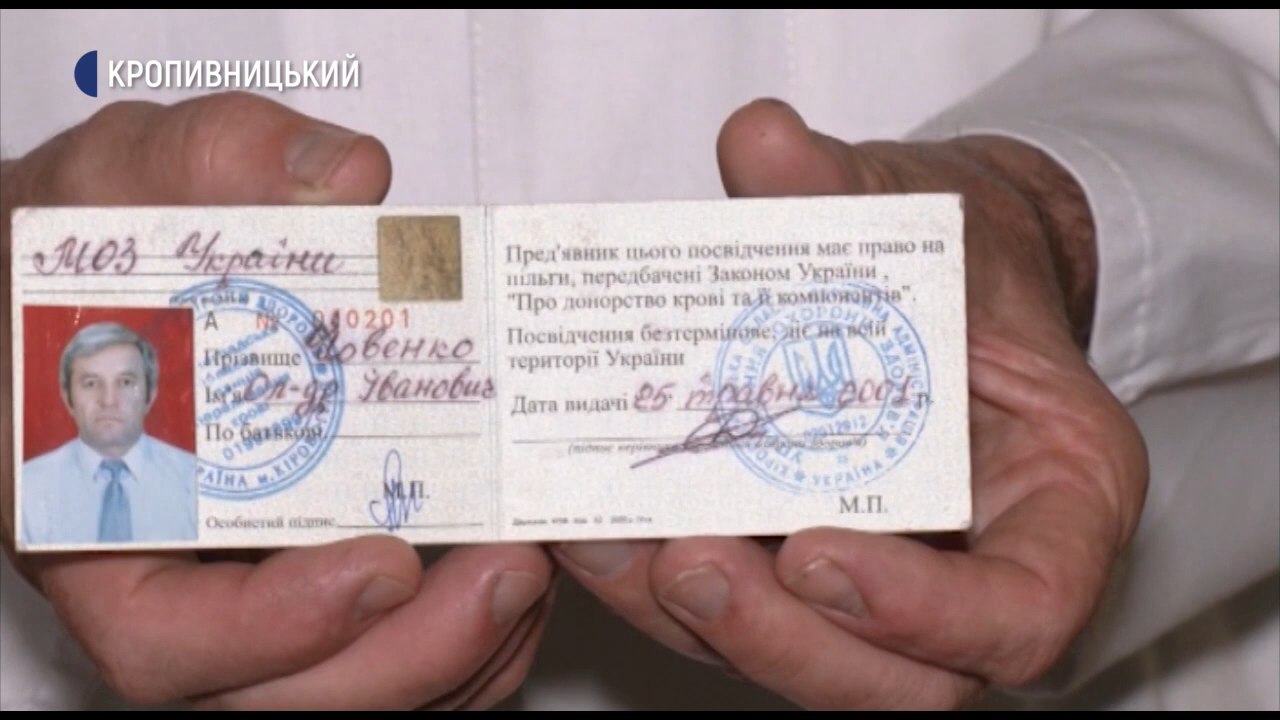 КРОПИВНИЦЬКИЙ
МОЗ України
А № 010201
Прізвище
Ім'я Ол-др Іванович
По батькові
М.П.
Особистий підпис
Пред'явник цього посвідчення має право на
пільги, передбачені Законом України ,
"Про донорство крові та її компонентів".
Посвідчення безтермінове, діє на всій
території України
Дата видачі 25 травня 2001 р.
М.П.
УКРАЇНА